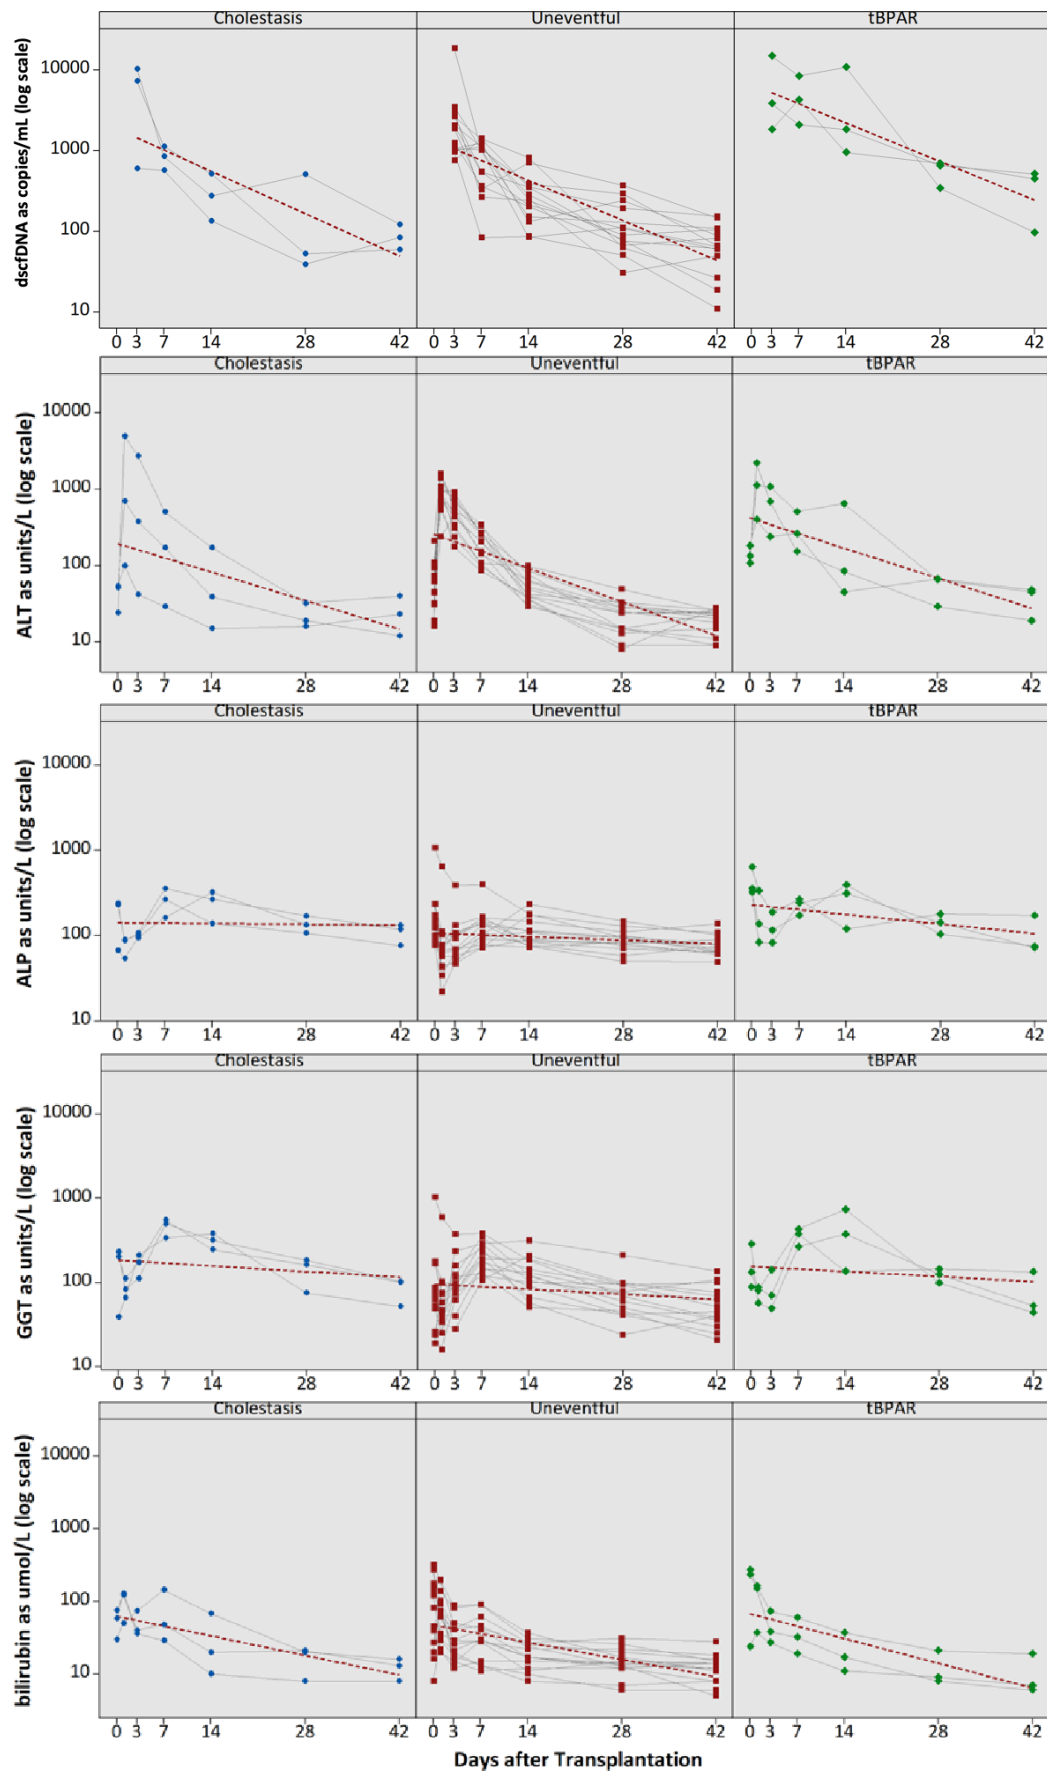 Cholestasis Uneventful tBPAR
dscfDNA as copies/mL (log scale)
10000
1000
100
10
0 3 7 14 28 42 0 3 7 14 28 42 0 3 7 14 28 42
Cholestasis Uneventful tBPAR
ALT as units/L (log scale)
10000
1000
100
10
0 3 7 14 28 42 0 3 7 14 28 42 0 3 7 14 28 42
Cholestasis Uneventful tBPAR
ALP as units/L (log scale)
10000
1000
100
10
0 3 7 14 28 42 0 3 7 14 28 42 0 3 7 14 28 42
Cholestasis Uneventful tBPAR
GGT as units/L (log scale)
10000
1000
100
10
0 3 7 14 28 42 0 3 7 14 28 42 0 3 7 14 28 42
Cholestasis Uneventful tBPAR
bilirubin as umol/L (log scale)
10000
1000
100
10
0 3 7 14 28 42 0 3 7 14 28 42 0 3 7 14 28 42
Days after Transplantation